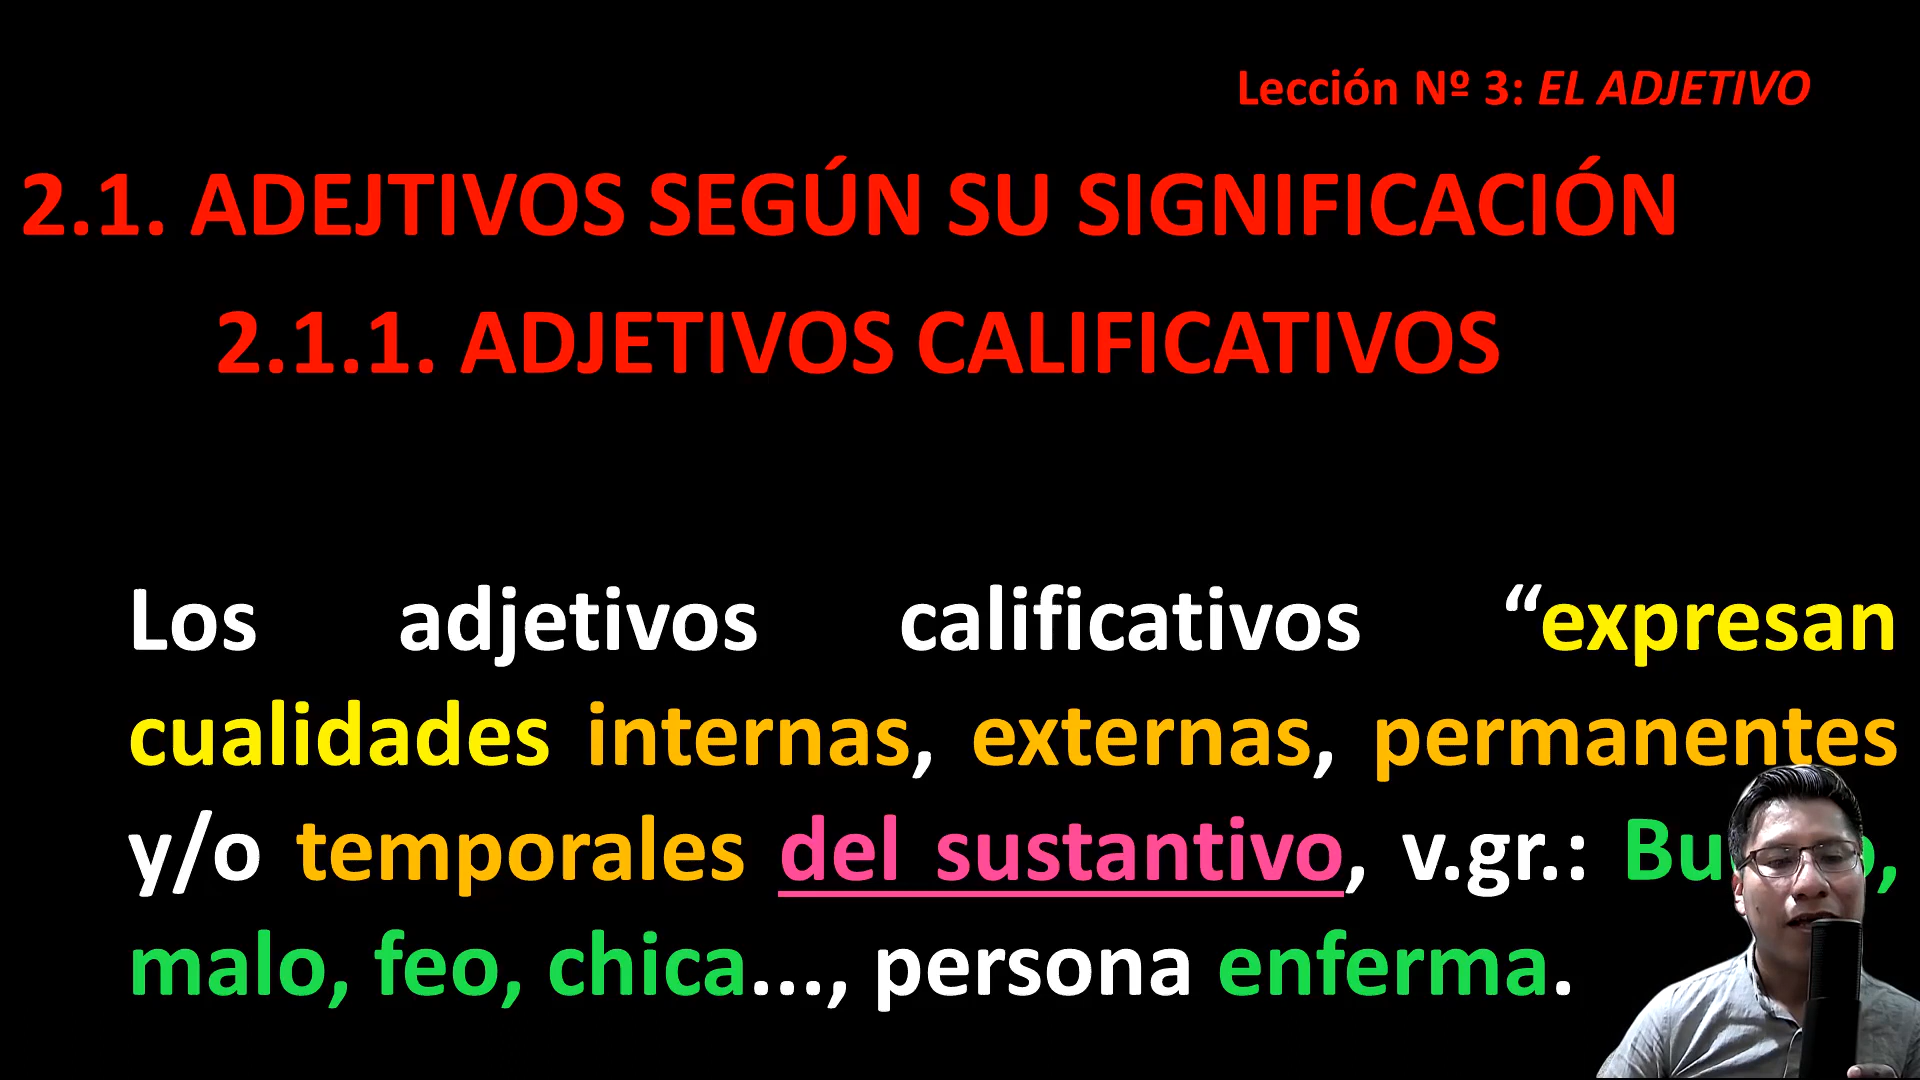 Lección Nº 3: EL ADJETIVO
2.1. ADEJTIVOS SEGÚN SU SIGNIFICACIÓN
2.1.1. ADJETIVOS CALIFICATIVOS
Los adjetivos calificativos “expresan
cualidades internas, externas, permanentes
y/o temporales del sustantivo, v.gr.:
malo, feo, chica..., persona enferma.